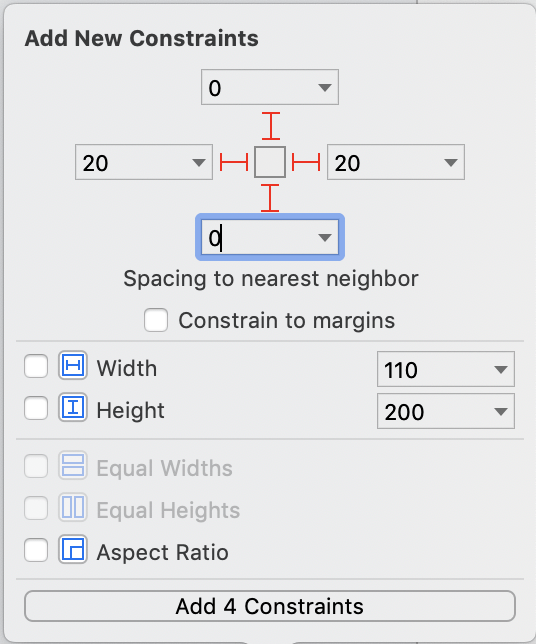 Add New Constraints
0
20
20
0
Spacing to nearest neighbor
Constrain to margins
Width
110
Height
200
Equal Widths
Equal Heights
Aspect Ratio
Add 4 Constraints